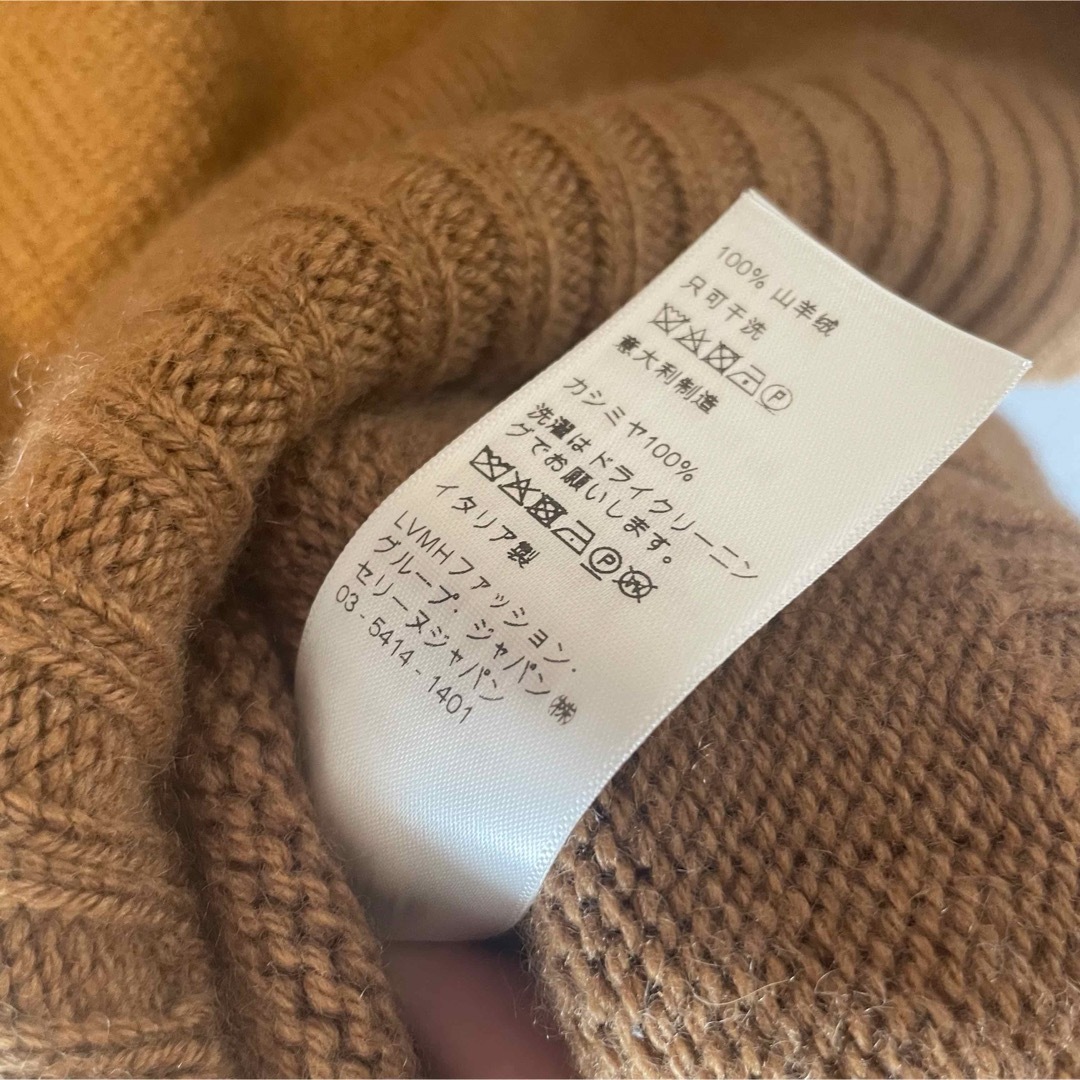 100% 山羊绒
只可干洗
P
意大利制造
カシミヤ100%
洗濯はドライクリーニン
グでお願いします。
P
イタリア製
LVMHファッション・
グループ・ジャパン㈱
セリーヌジャパン
03 - 5414 - 1401